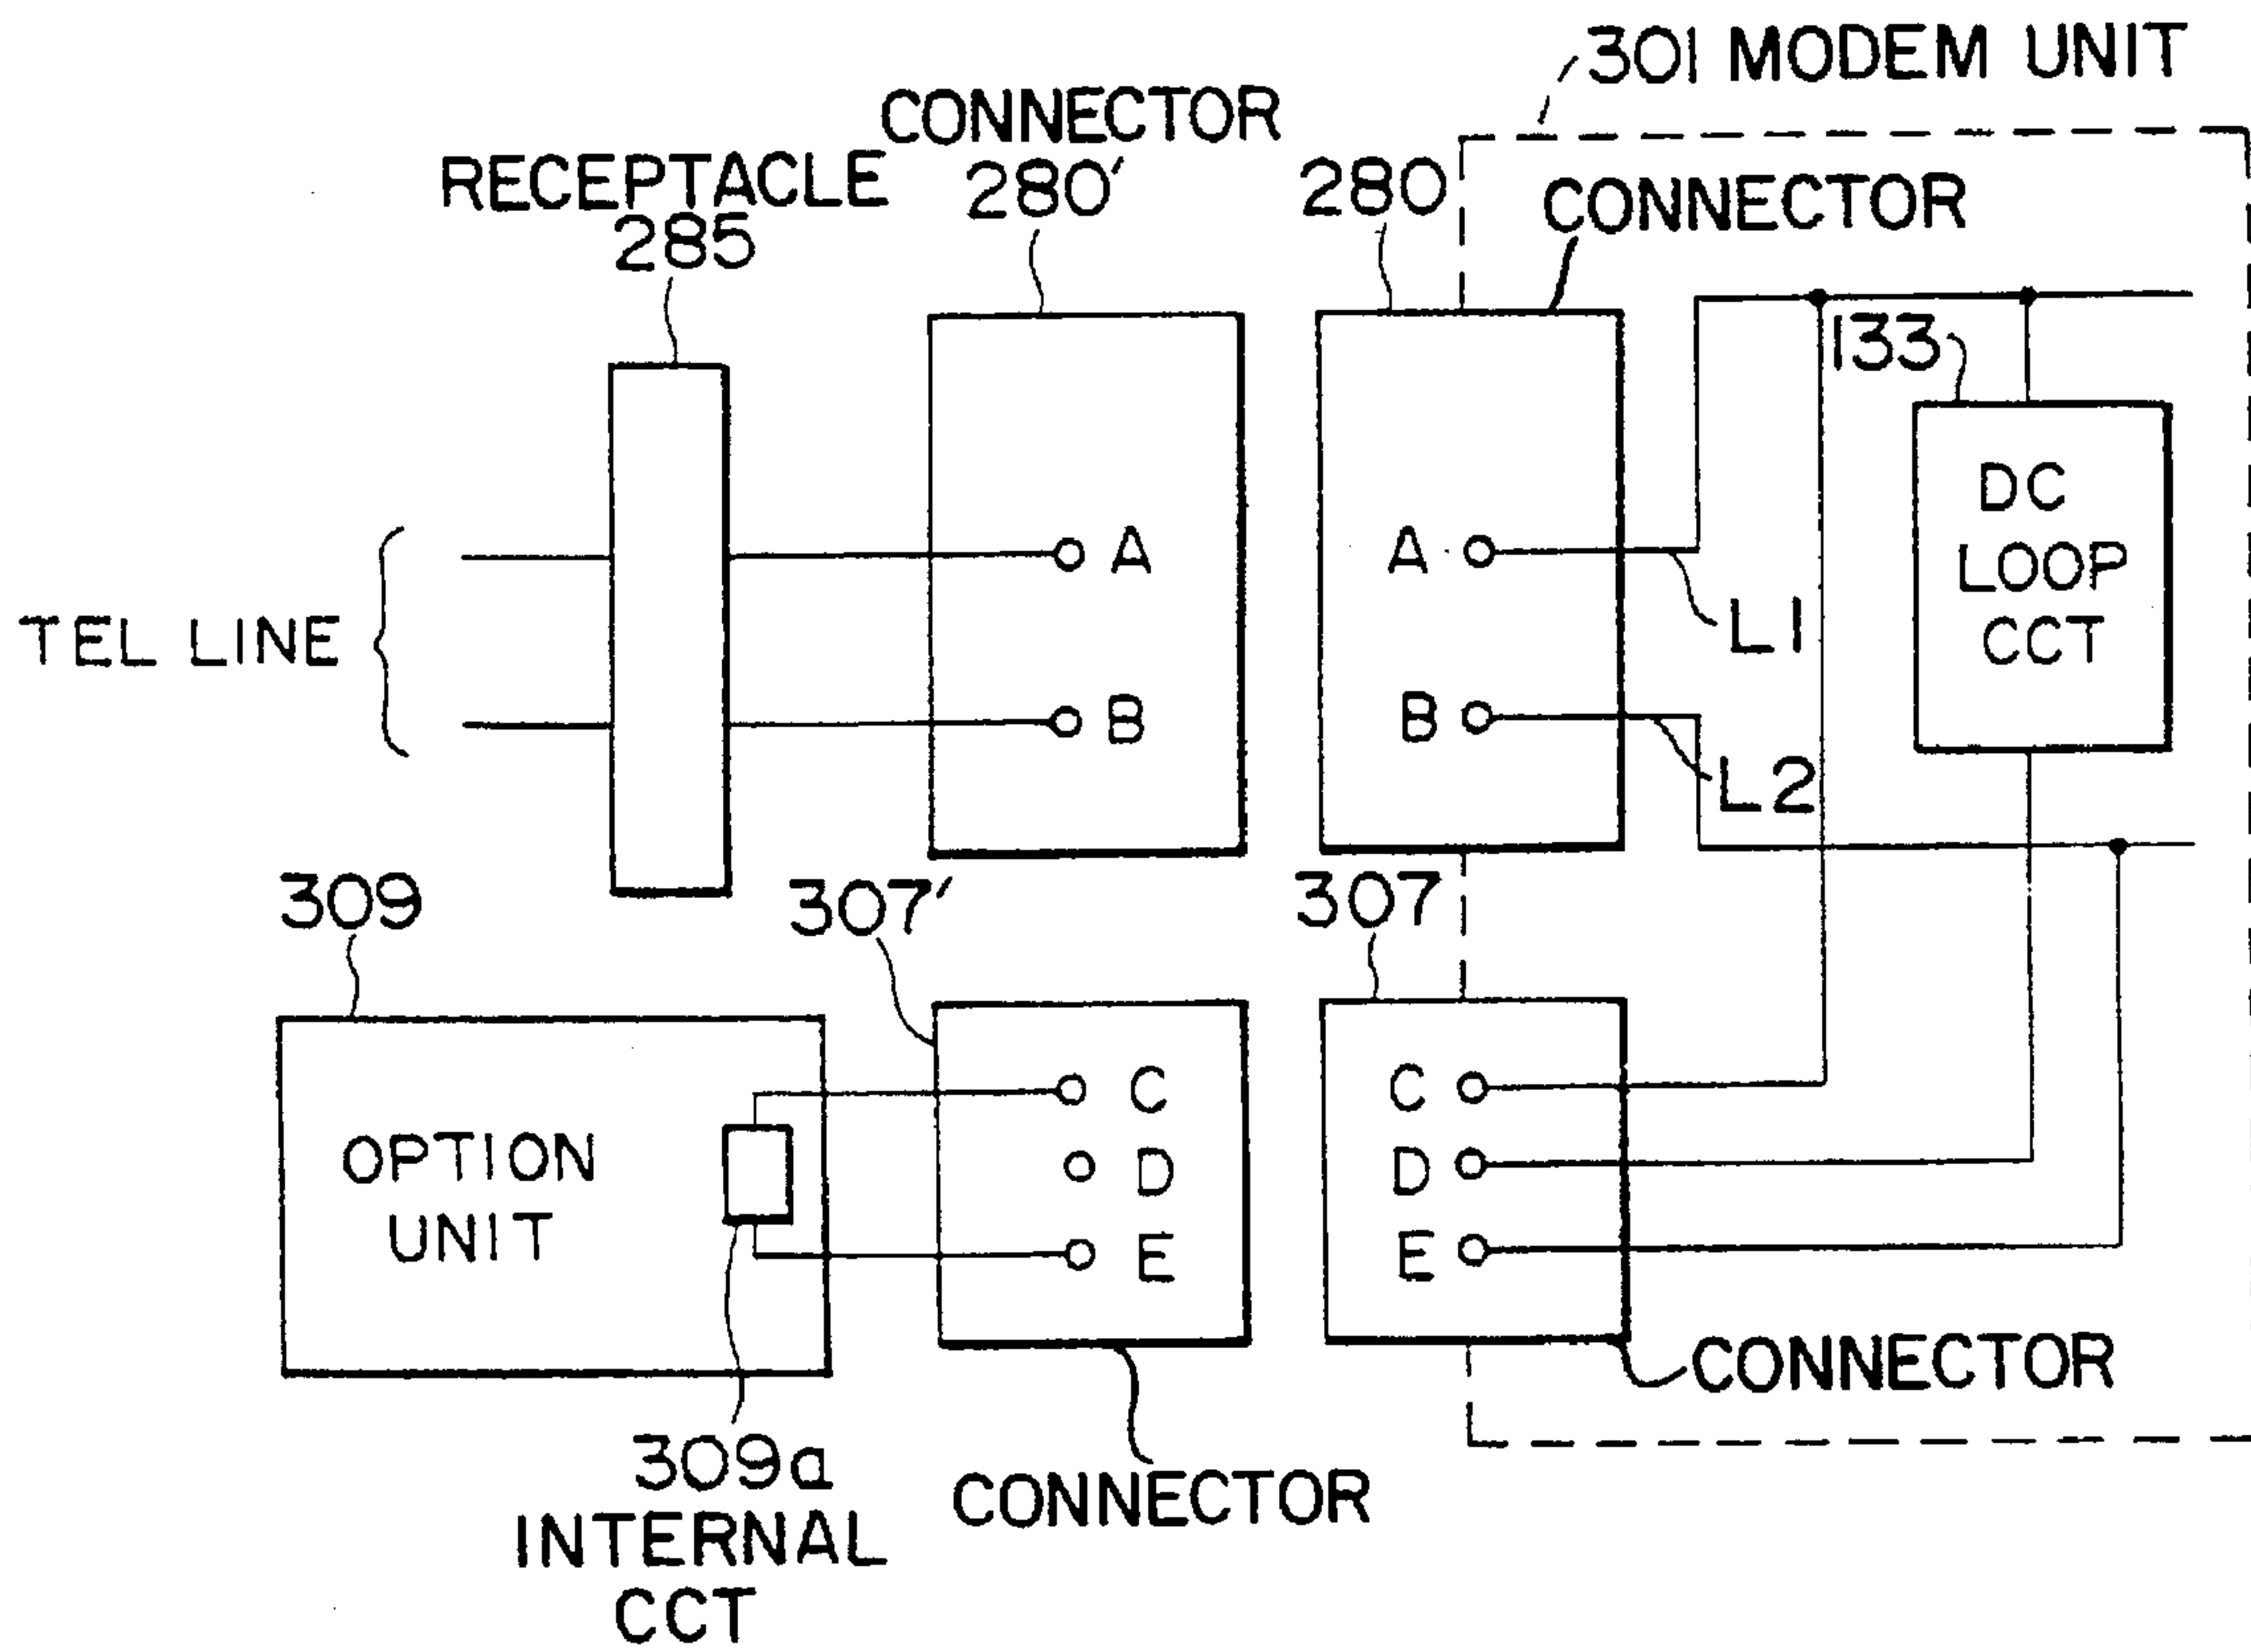 301 MODEM UNIT
CONNECTOR
280'
RECEPTACLE
285
280
CONNECTOR
133
DC
LOOP
CCT
A
A
L1
TEL LINE
B
B
L2
309
307'
307
OPTION
UNIT
C
D
E
C
D
E
CONNECTOR
309a
INTERNAL
CCT
CONNECTOR